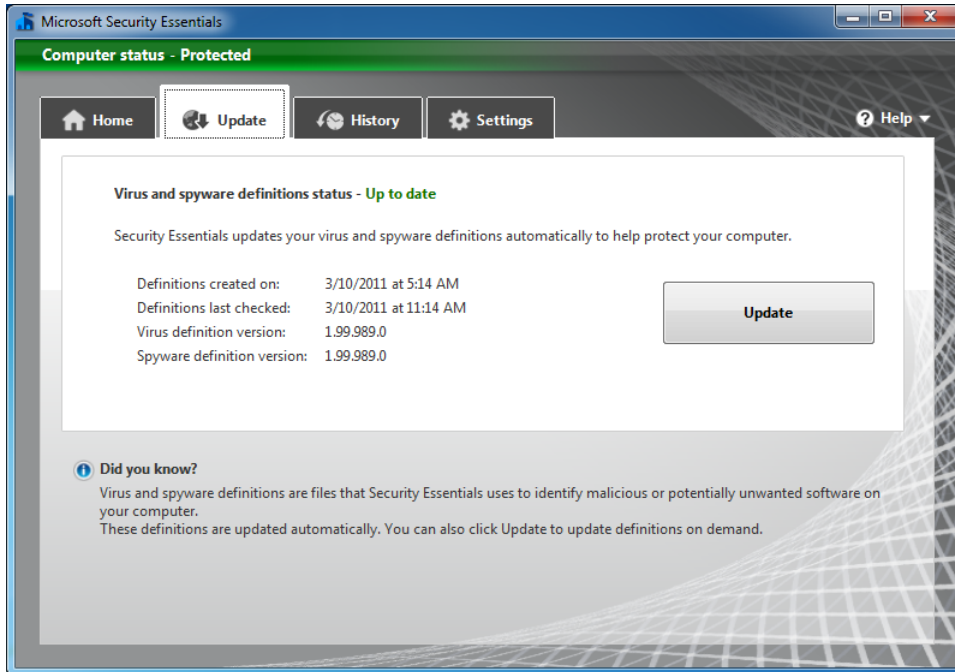 Microsoft Security Essentials
Computer status - Protected
Home
Update
History
Settings
Help
Virus and spyware definitions status - Up to date
Security Essentials updates your virus and spyware definitions automatically to help protect your computer.
Definitions created on: 3/10/2011 at 5:14 AM
Definitions last checked: 3/10/2011 at 11:14 AM
Virus definition version: 1.99.989.0
Spyware definition version: 1.99.989.0
Update
Did you know?
Virus and spyware definitions are files that Security Essentials uses to identify malicious or potentially unwanted software on
your computer.
These definitions are updated automatically. You can also click Update to update definitions on demand.